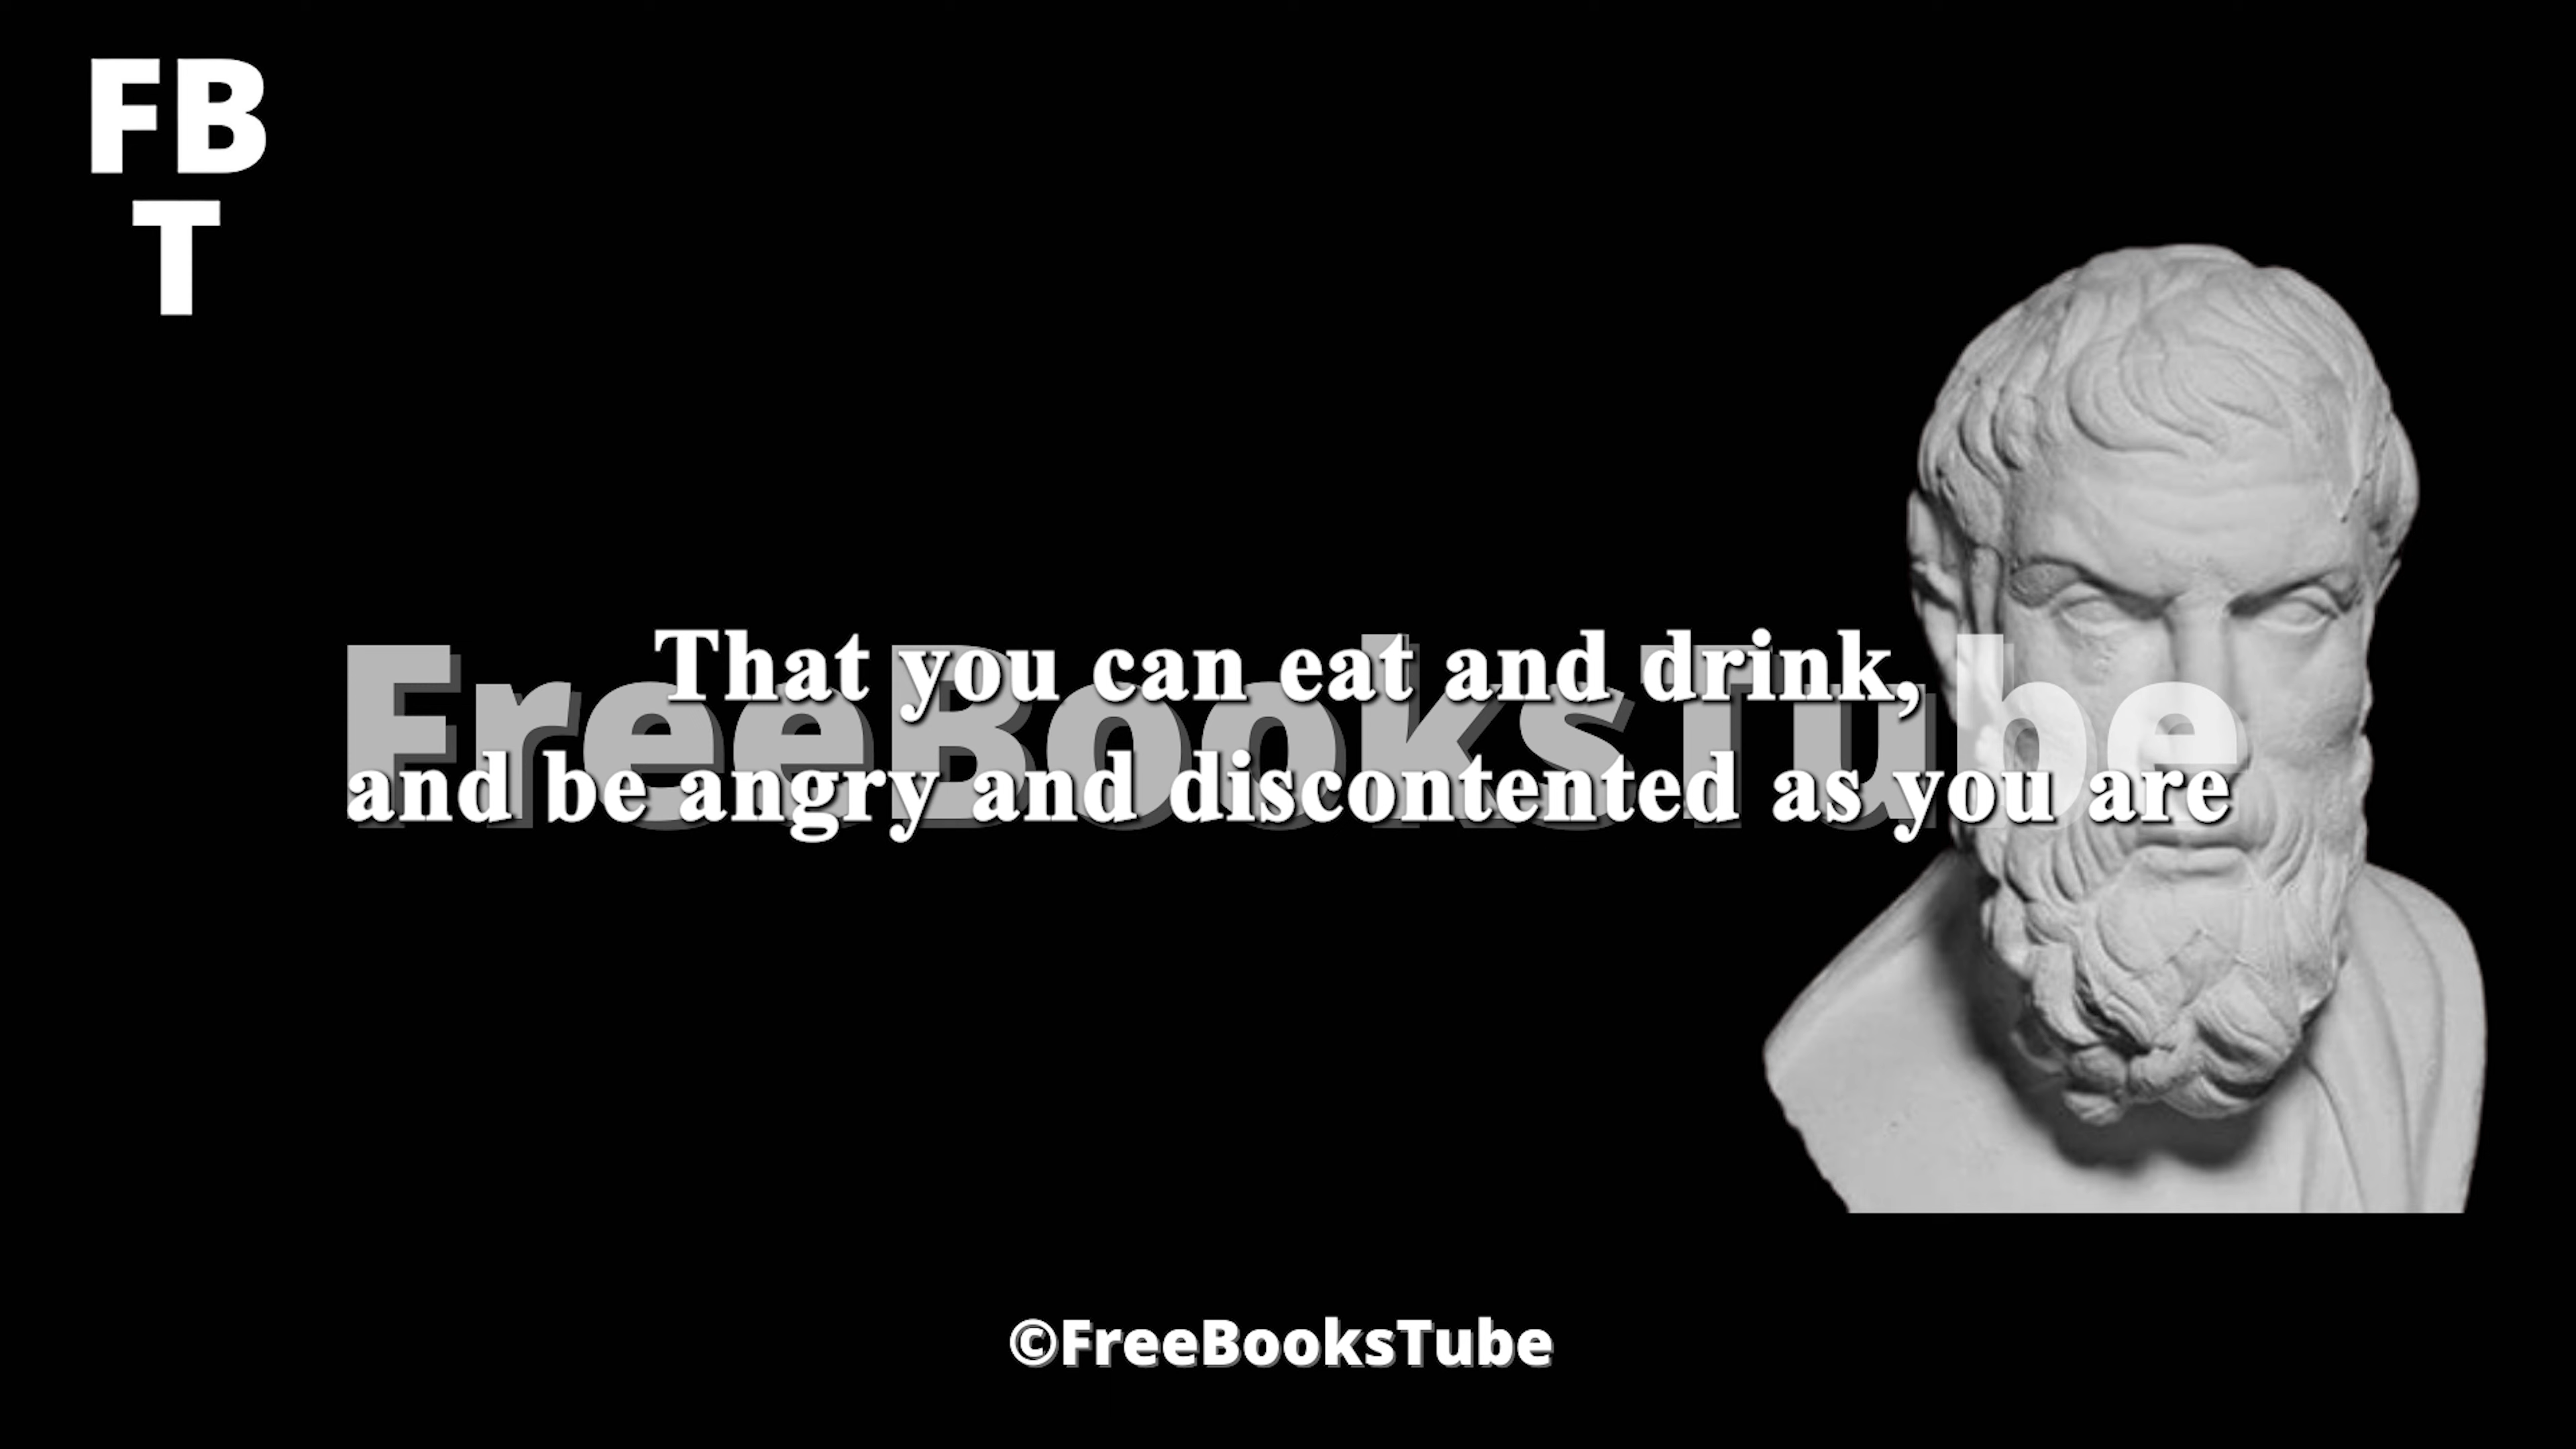 FB
T
FreeBooksTube
That you can eat and drink,
and be angry and discontented as you are
©FreeBooksTube